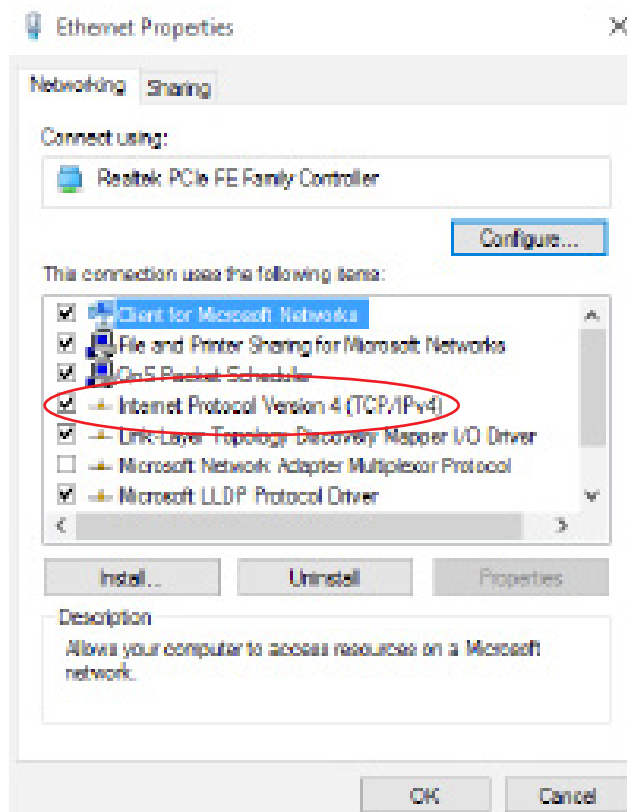 Ethernet Properties
Networking
Sharing
Connect using:
Realtek PCIe FE Family Controller
Configure...
This connection uses the following items:
Client for Microsoft Networks
File and Printer Sharing for Microsoft Networks
QoS Packet Scheduler
Internet Protocol Version 4 (TCP/IPv4)
Link-Layer Topology Discovery Mapper I/O Driver
Microsoft Network Adapter Multiplexor Protocol
Microsoft LLDP Protocol Driver
Install...
Uninstall
Properties
Description
Allows your computer to access resources on a Microsoft
network.
OK
Cancel